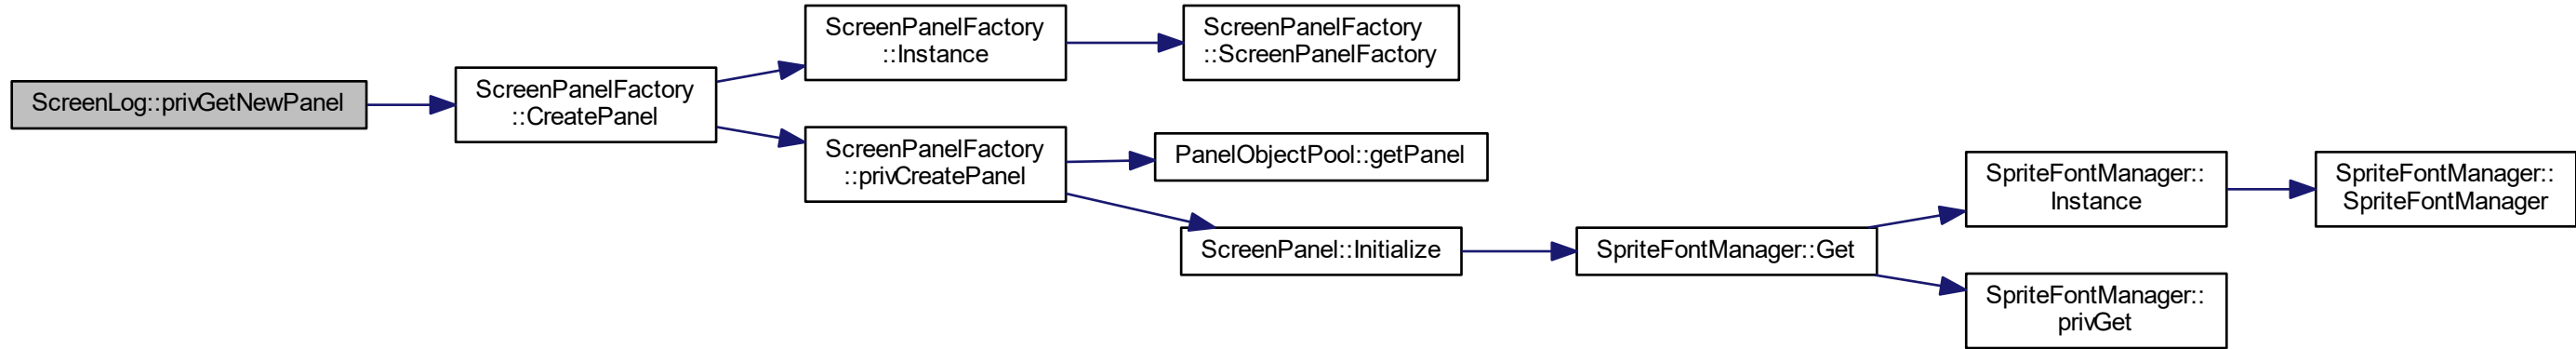 ScreenLog::privGetNewPanel
ScreenPanelFactory
::CreatePanel
ScreenPanelFactory
::Instance
ScreenPanelFactory
::ScreenPanelFactory
ScreenPanelFactory
::privCreatePanel
PanelObjectPool::getPanel
ScreenPanel::Initialize
SpriteFontManager::Get
SpriteFontManager::
Instance
SpriteFontManager::
SpriteFontManager
SpriteFontManager::
privGet